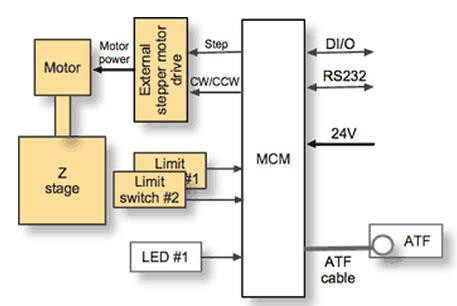 Motor
Motor
power
External
stepper motor
drive
Step
CW/CCW
DI/O
RS232
24V
MCM
Z
stage
Limit
#1
Limit
switch #2
LED #1
ATF
ATF
cable